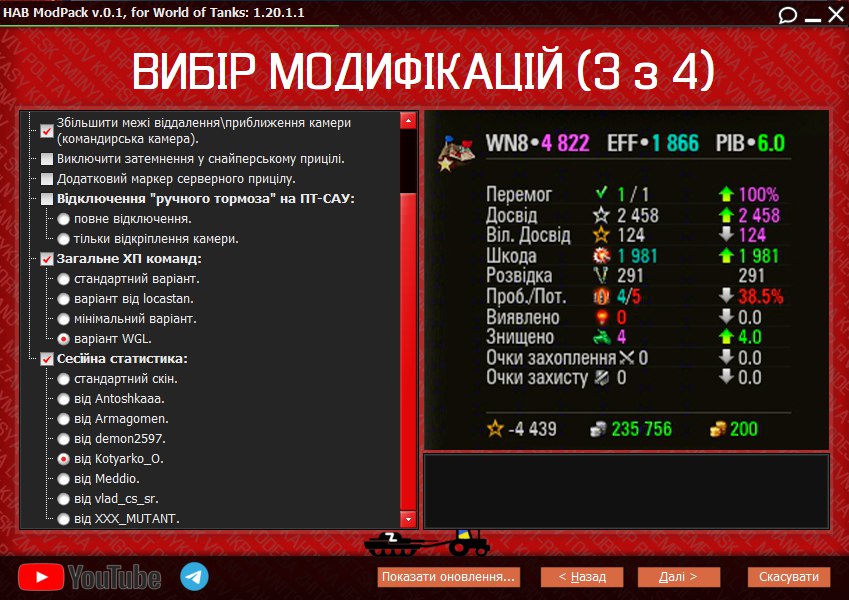 HAB ModPack v.0.1, for World of Tanks: 1.20.1.1
ВИБІР МОДИФІКАЦІЙ (3 з 4)
Збільшити межі віддалення\приближення камери
(командирська камера).
Виключити затемнення у снайперському прицілі.
Додатковий маркер серверного прицілу.
Відключення "ручного тормоза" на ПТ-САУ:
повне відключення.
тільки відкріплення камери.
Загальне ХП команд:
стандартний варіант.
варіант від locastan.
мінімальний варіант.
варіант WGL.
Сесійна статистика:
стандартний скін.
від Antoshkaaa.
від Armagomen.
від demon2597.
від Kotyarko_O.
від Meddio.
від vlad_cs_sr.
від XXX_MUTANT.
WN8•4 822 EFF•1 866 РІВ•6.0
Перемог 1 / 1 100%
Досвід 2 458 2 458
Віл. Досвід 124 124
Шкода 1 981 1 981
Розвідка 291 291
Проб./Пот. 4/5 38.5%
Виявлено 0 0.0
Знищено 4 4.0
Очки захоплення 0 0.0
Очки захисту 0 0.0
-4 439 235 756 200
Z
YouTube
Показати оновлення...
< Назад
Далі >
Скасувати